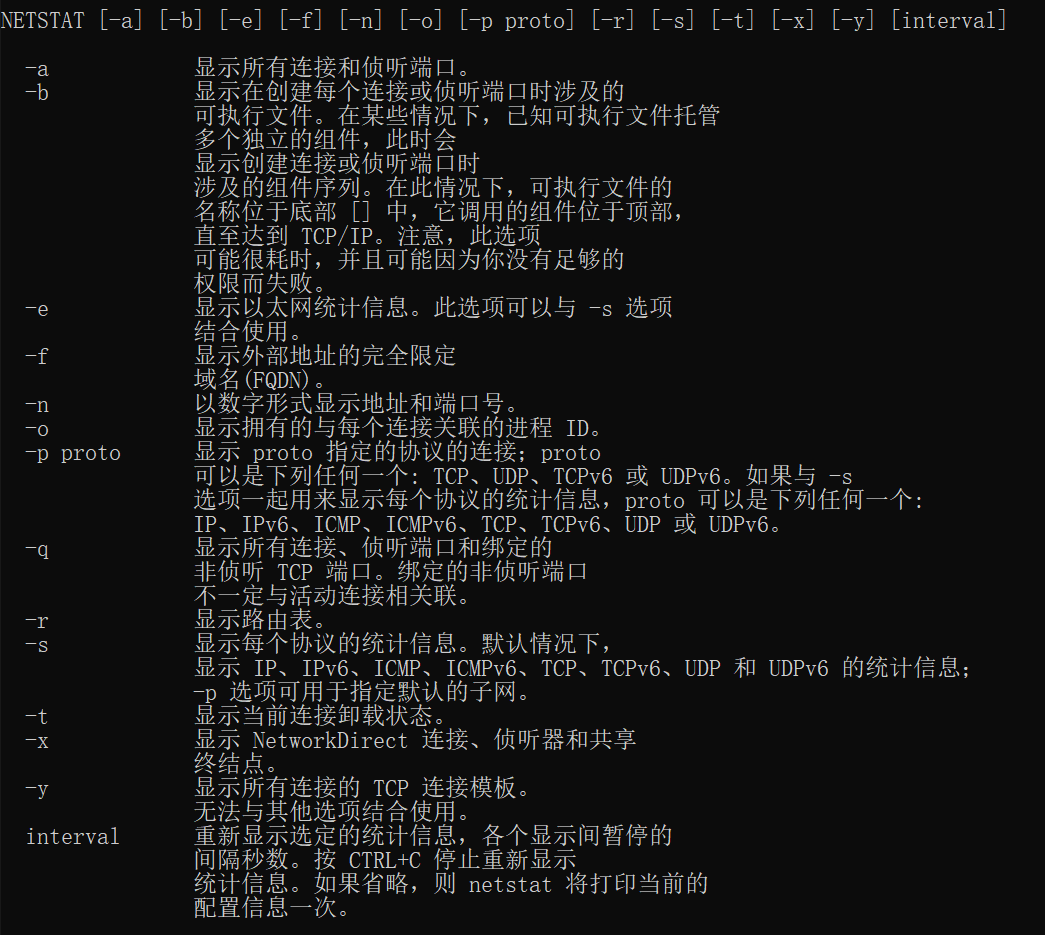 NETSTAT [-a] [-b] [-e] [-f] [-n] [-o] [-p proto] [-r] [-s] [-t] [-x] [-y] [interval]
-a 显示所有连接和侦听端口。
-b 显示在创建每个连接或侦听端口时涉及的
可执行文件。在某些情况下，已知可执行文件托管
多个独立的组件，此时会
显示创建连接或侦听端口时
涉及的组件序列。在此情况下，可执行文件的
名称位于底部 [] 中，它调用的组件位于顶部，
直至达到 TCP/IP。注意，此选项
可能很耗时，并且可能因为你没有足够的
权限而失败。
-e 显示以太网统计信息。此选项可以与 -s 选项
结合使用。
-f 显示外部地址的完全限定
域名(FQDN)。
-n 以数字形式显示地址和端口号。
-o 显示拥有的与每个连接关联的进程 ID。
-p proto 显示 proto 指定的协议的连接；proto
可以是下列任何一个: TCP、UDP、TCPv6 或 UDPv6。如果与 -s
选项一起用来显示每个协议的统计信息，proto 可以是下列任何一个:
IP、IPv6、ICMP、ICMPv6、TCP、TCPv6、UDP 或 UDPv6。
-q 显示所有连接、侦听端口和绑定的
非侦听 TCP 端口。绑定的非侦听端口
不一定与活动连接相关联。
-r 显示路由表。
-s 显示每个协议的统计信息。默认情况下，
显示 IP、IPv6、ICMP、ICMPv6、TCP、TCPv6、UDP 和 UDPv6 的统计信息；
-p 选项可用于指定默认的子网。
-t 显示当前连接卸载状态。
-x 显示 NetworkDirect 连接、侦听器和共享
终结点。
-y 显示所有连接的 TCP 连接模板。
无法与其他选项结合使用。
interval 重新显示选定的统计信息，各个显示间暂停的
间隔秒数。按 CTRL+C 停止重新显示
统计信息。如果省略，则 netstat 将打印当前的
配置信息一次。